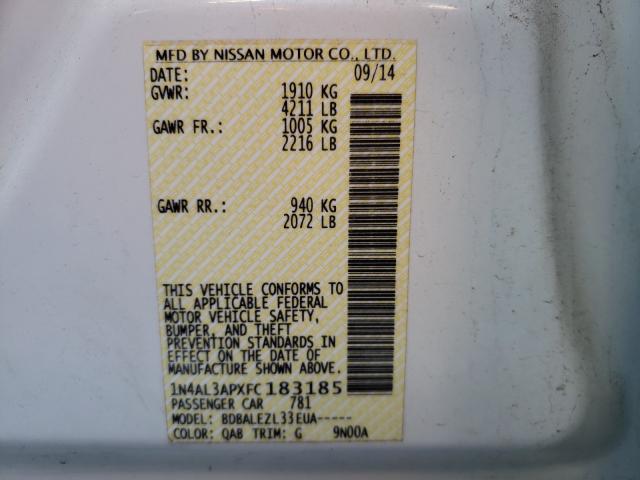 MFD BY NISSAN MOTOR CO., LTD.
DATE: 09/14
GVWR: 1910 KG
4211 LB
GAWR FR.: 1005 KG
2216 LB
GAWR RR.: 940 KG
2072 LB
THIS VEHICLE CONFORMS TO
ALL APPLICABLE FEDERAL
MOTOR VEHICLE SAFETY,
BUMPER, AND THEFT
PREVENTION STANDARDS IN
EFFECT ON THE DATE OF
MANUFACTURE SHOWN ABOVE.
1N4AL3APXFC183185
PASSENGER CAR 781
MODEL: BDBALEZL33EUA-----
COLOR: QAB TRIM: G 9N00A